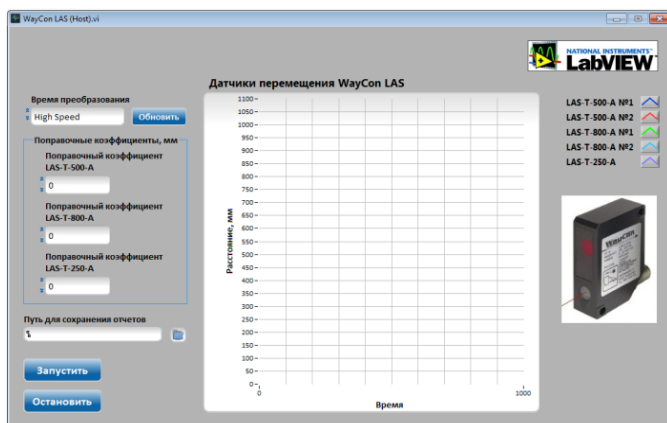 WayCon LAS (Host).vi
NATIONAL INSTRUMENTS
LabVIEW
Датчики перемещения WayCon LAS
Время преобразования
High Speed
Обновить
Поправочные коэффициенты, мм
Поправочный коэффициент
LAS-T-500-A
0
Поправочный коэффициент
LAS-T-800-A
0
Поправочный коэффициент
LAS-T-250-A
0
Путь для сохранения отчетов
Запустить
Остановить
Расстояние, мм
1100
1050
1000
950
900
850
800
750
700
650
600
550
500
450
400
350
300
250
200
150
100
50
0
0
1000
Время
LAS-T-500-A №1
LAS-T-500-A №2
LAS-T-800-A №1
LAS-T-800-A №2
LAS-T-250-A
WayCon